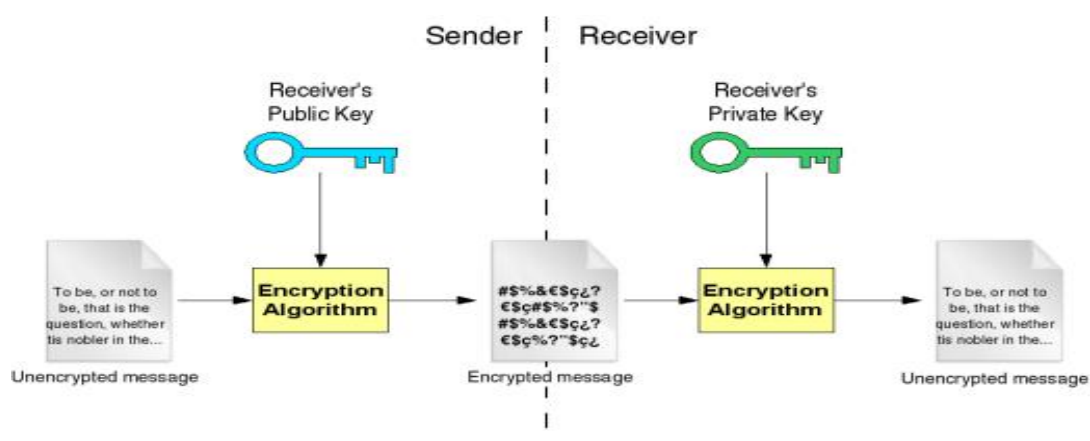 Sender
Receiver
Receiver's
Public Key
Receiver's
Private Key
To be, or not to
be, that is the
question, whether
tis nobler in the...
Unencrypted message
Encryption
Algorithm
#$%&€$ç¿?
€$ç#$%?"$
#$%&€$ç¿?
€$ç%?"$ç¿
Encrypted message
Encryption
Algorithm
To be, or not to
be, that is the
question, whether
tis nobler in the...
Unencrypted message